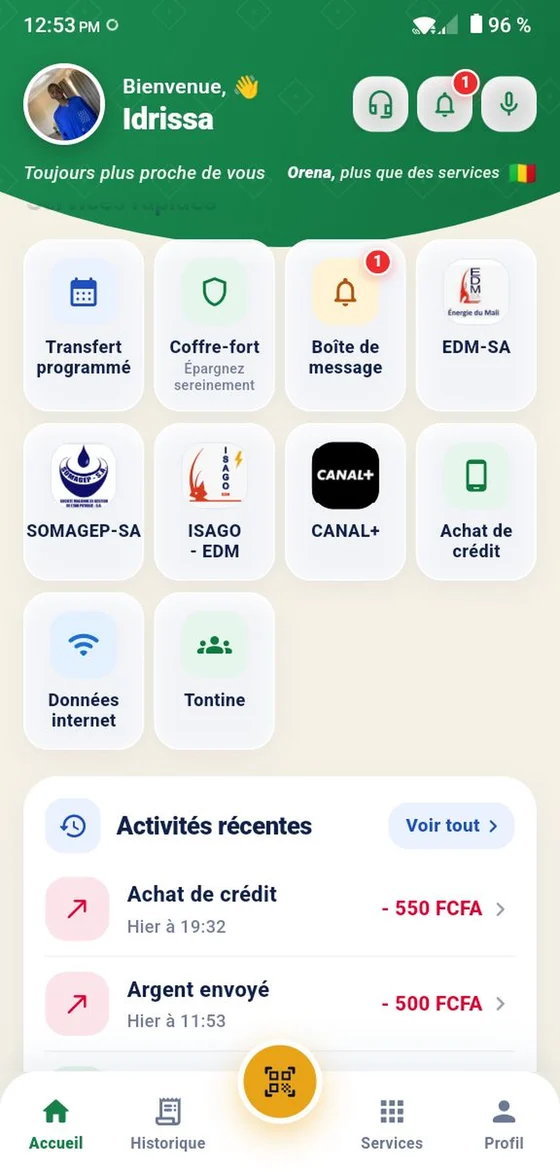 12:53 PM
96 %
Bienvenue, 👋
Idrissa
1
Toujours plus proche de vous
Orena, plus que des services 🇲🇱
Services rapides
Transfert
programmé
Coffre-fort
Épargnez
sereinement
1
Boîte de
message
EDM
Énergie du Mali
EDM-SA
SOMAGEP - S.A
SOMAGEP-SA
ISAGO
ISAGO
- EDM
CANAL+
CANAL+
Achat de
crédit
Données
internet
Tontine
Activités récentes
Voir tout
Achat de crédit
Hier à 19:32
- 550 FCFA
Argent envoyé
Hier à 11:53
- 500 FCFA
Accueil
Historique
Services
Profil